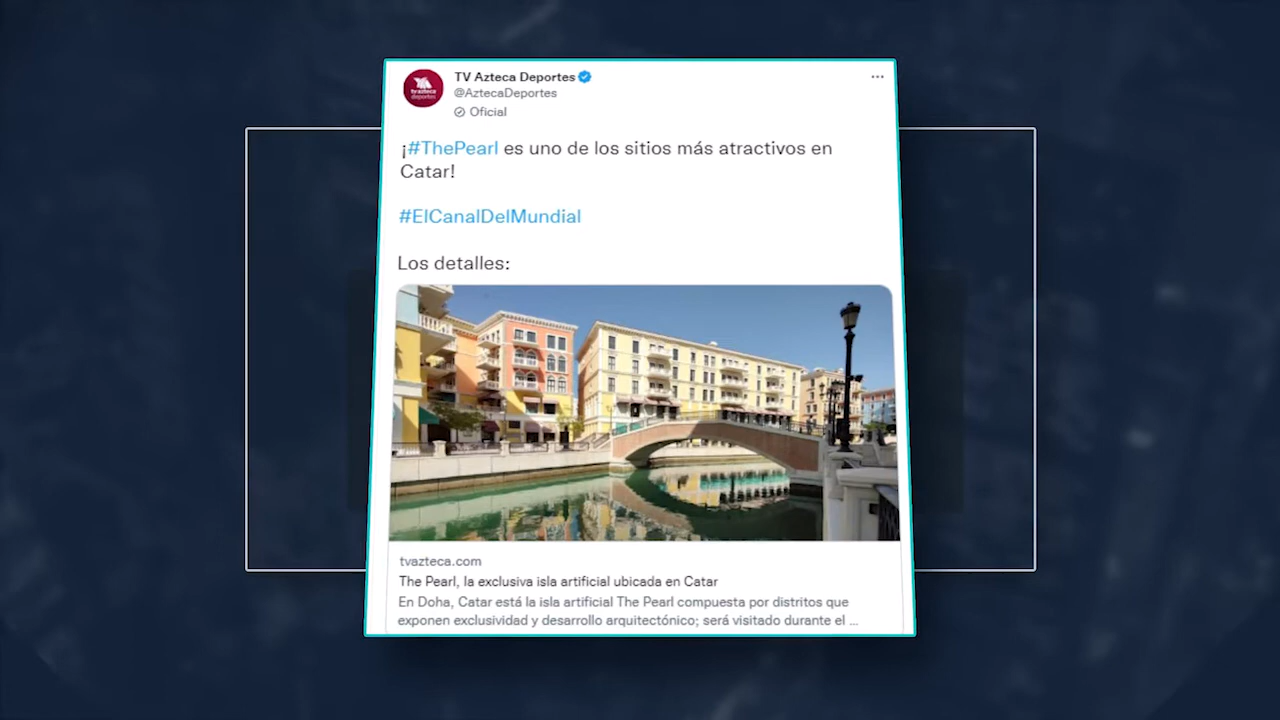 TV Azteca Deportes
@AztecaDeportes
Oficial
tvazteca
deportes
¡#ThePearl es uno de los sitios más atractivos en
Catar!
#ElCanalDelMundial
Los detalles:
tvazteca.com
The Pearl, la exclusiva isla artificial ubicada en Catar
En Doha, Catar está la isla artificial The Pearl compuesta por distritos que
exponen exclusividad y desarrollo arquitectónico; será visitado durante el ...